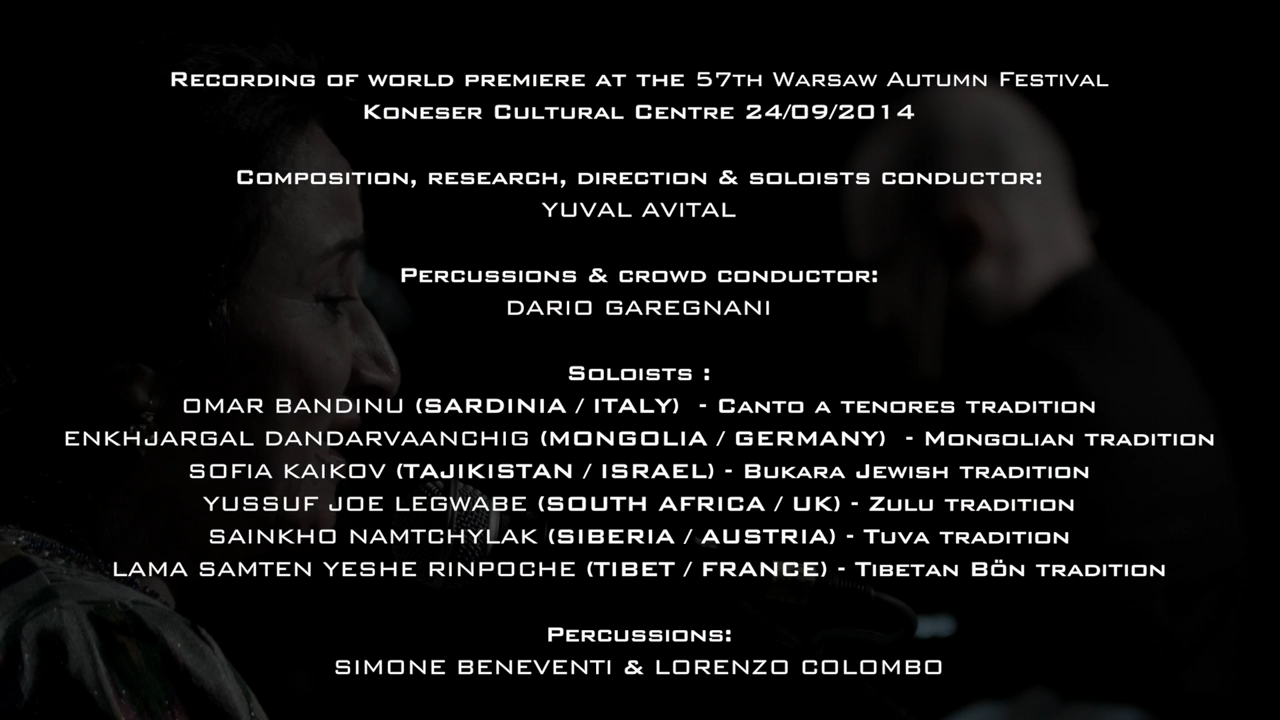 Recording of world premiere at the 57th Warsaw Autumn Festival
Koneser Cultural Centre 24/09/2014
Composition, research, direction & soloists conductor:
YUVAL AVITAL
Percussions & crowd conductor:
DARIO GAREGNANI
Soloists :
OMAR BANDINU (SARDINIA / ITALY) - Canto a tenores tradition
ENKHJARGAL DANDARVAANCHIG (MONGOLIA / GERMANY) - Mongolian tradition
SOFIA KAIKOV (TAJIKISTAN / ISRAEL) - Bukara Jewish tradition
YUSSUF JOE LEGWABE (SOUTH AFRICA / UK) - Zulu tradition
SAINKHO NAMTCHYLAK (SIBERIA / AUSTRIA) - Tuva tradition
LAMA SAMTEN YESHE RINPOCHE (TIBET / FRANCE) - Tibetan Bön tradition
Percussions:
SIMONE BENEVENTI & LORENZO COLOMBO